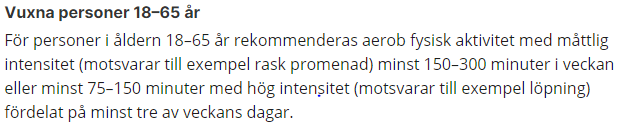 Vuxna personer 18–65 år
För personer i åldern 18–65 år rekommenderas aerob fysisk aktivitet med måttlig
intensitet (motsvarar till exempel rask promenad) minst 150–300 minuter i veckan
eller minst 75–150 minuter med hög intensitet (motsvarar till exempel löpning)
fördelat på minst tre av veckans dagar.